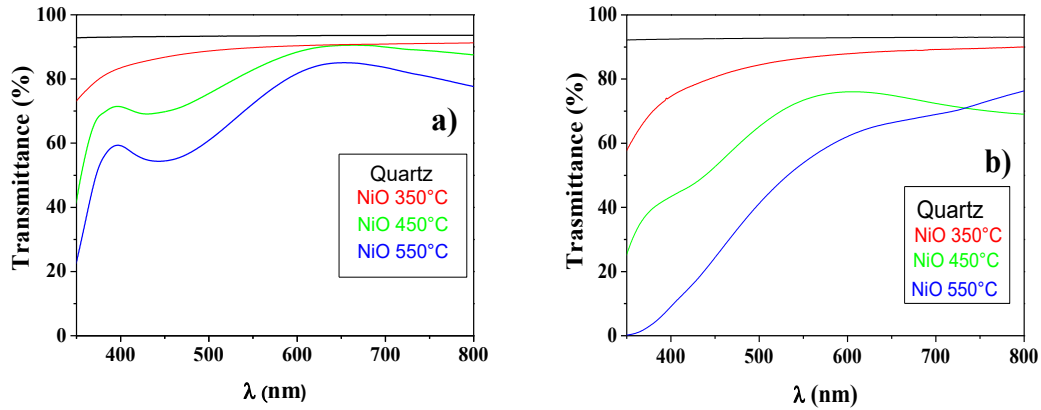 100
80
60
40
20
0
Transmittance (%)
400
500
600
700
800
λ (nm)
a)
Quartz
NiO 350°C
NiO 450°C
NiO 550°C
100
80
60
40
20
0
Trasmittance (%)
400
500
600
700
800
λ (nm)
b)
Quartz
NiO 350°C
NiO 450°C
NiO 550°C